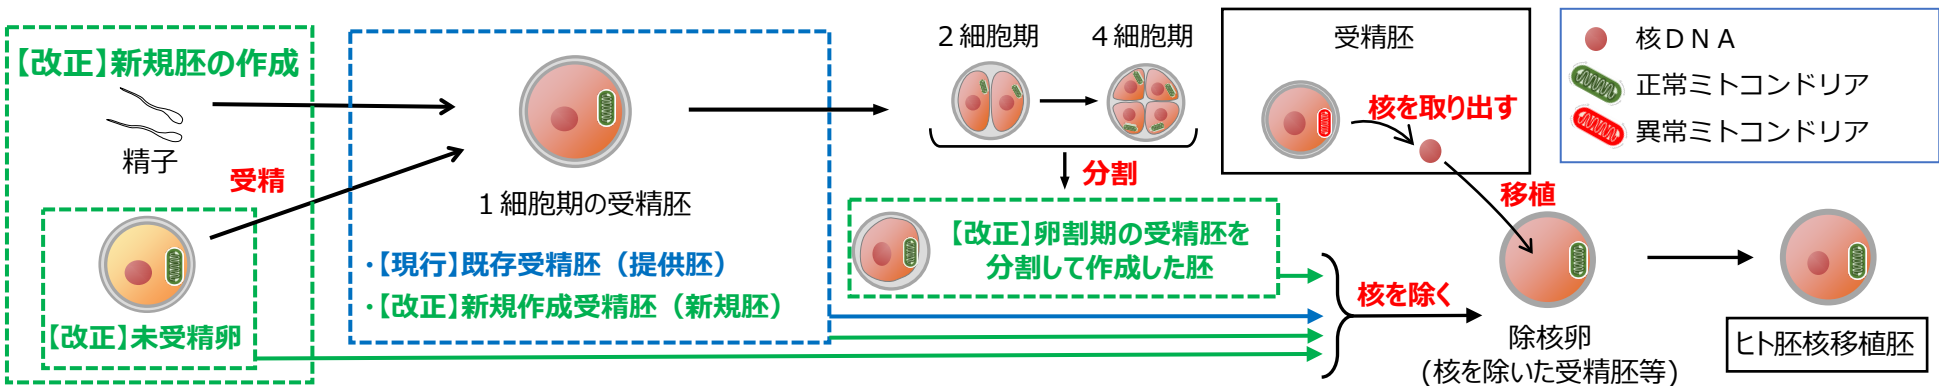 【改正】新規胚の作成
精子
受精
【改正】未受精卵
１細胞期の受精胚
・【現行】既存受精胚（提供胚）
・【改正】新規作成受精胚（新規胚）
２細胞期
４細胞期
分割
【改正】卵割期の受精胚を
分割して作成した胚
受精胚
核を取り出す
移植
核を除く
除核卵
(核を除いた受精胚等)
ヒト胚核移植胚
核ＤＮＡ
正常ミトコンドリア
異常ミトコンドリア